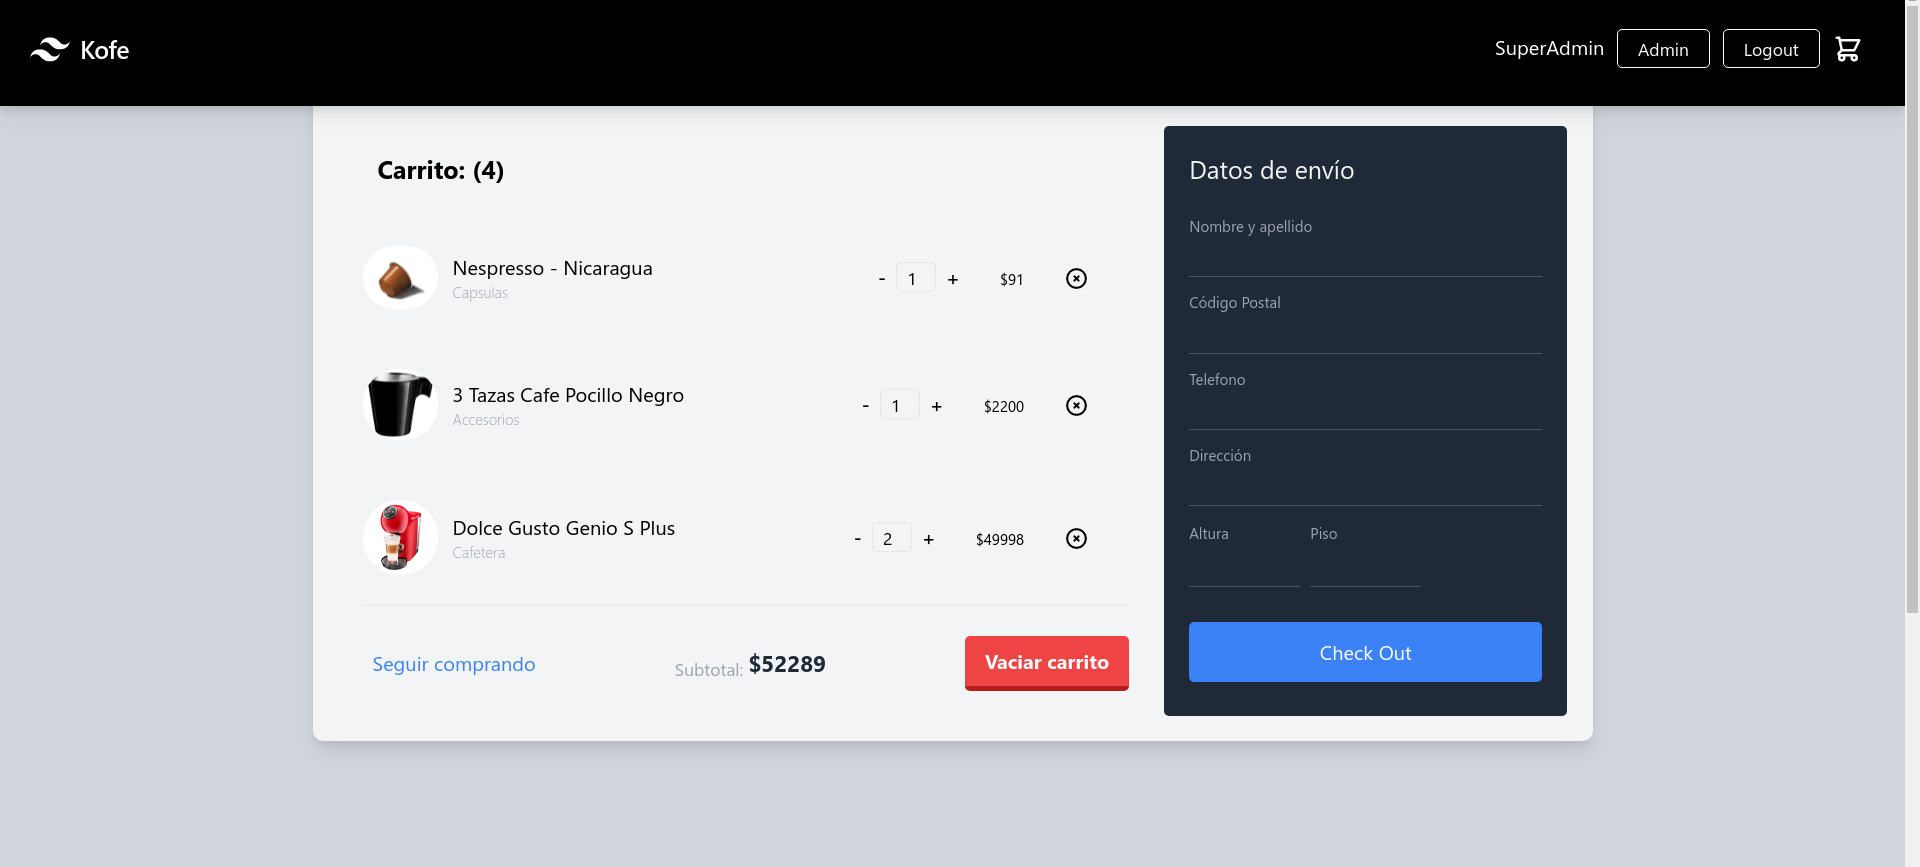 Kofe
SuperAdmin
Admin
Logout
Carrito: (4)
Nespresso - Nicaragua
Capsulas
- 1 + $91
3 Tazas Cafe Pocillo Negro
Accesorios
- 1 + $2200
Dolce Gusto Genio S Plus
Cafetera
- 2 + $49998
Seguir comprando
Subtotal: $52289
Vaciar carrito
Datos de envío
Nombre y apellido
Código Postal
Telefono
Dirección
Altura
Piso
Check Out